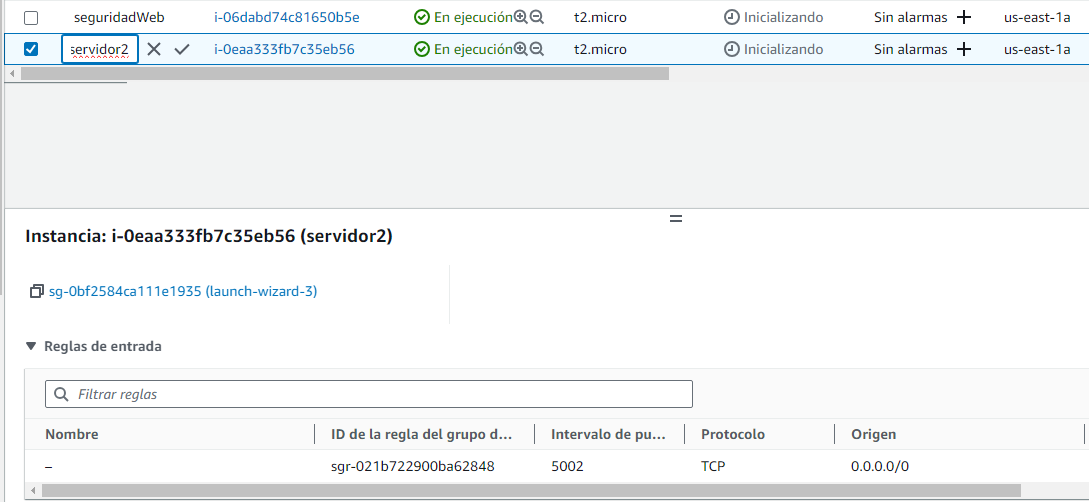 seguridadWeb i-06dabd74c81650b5e En ejecución t2.micro Inicializando Sin alarmas us-east-1a
servidor2 i-0eaa333fb7c35eb56 En ejecución t2.micro Inicializando Sin alarmas us-east-1a
Instancia: i-0eaa333fb7c35eb56 (servidor2)
sg-0bf2584ca111e1935 (launch-wizard-3)
Reglas de entrada
Filtrar reglas
Nombre ID de la regla del grupo d... Intervalo de pu... Protocolo Origen
– sgr-021b722900ba62848 5002 TCP 0.0.0.0/0